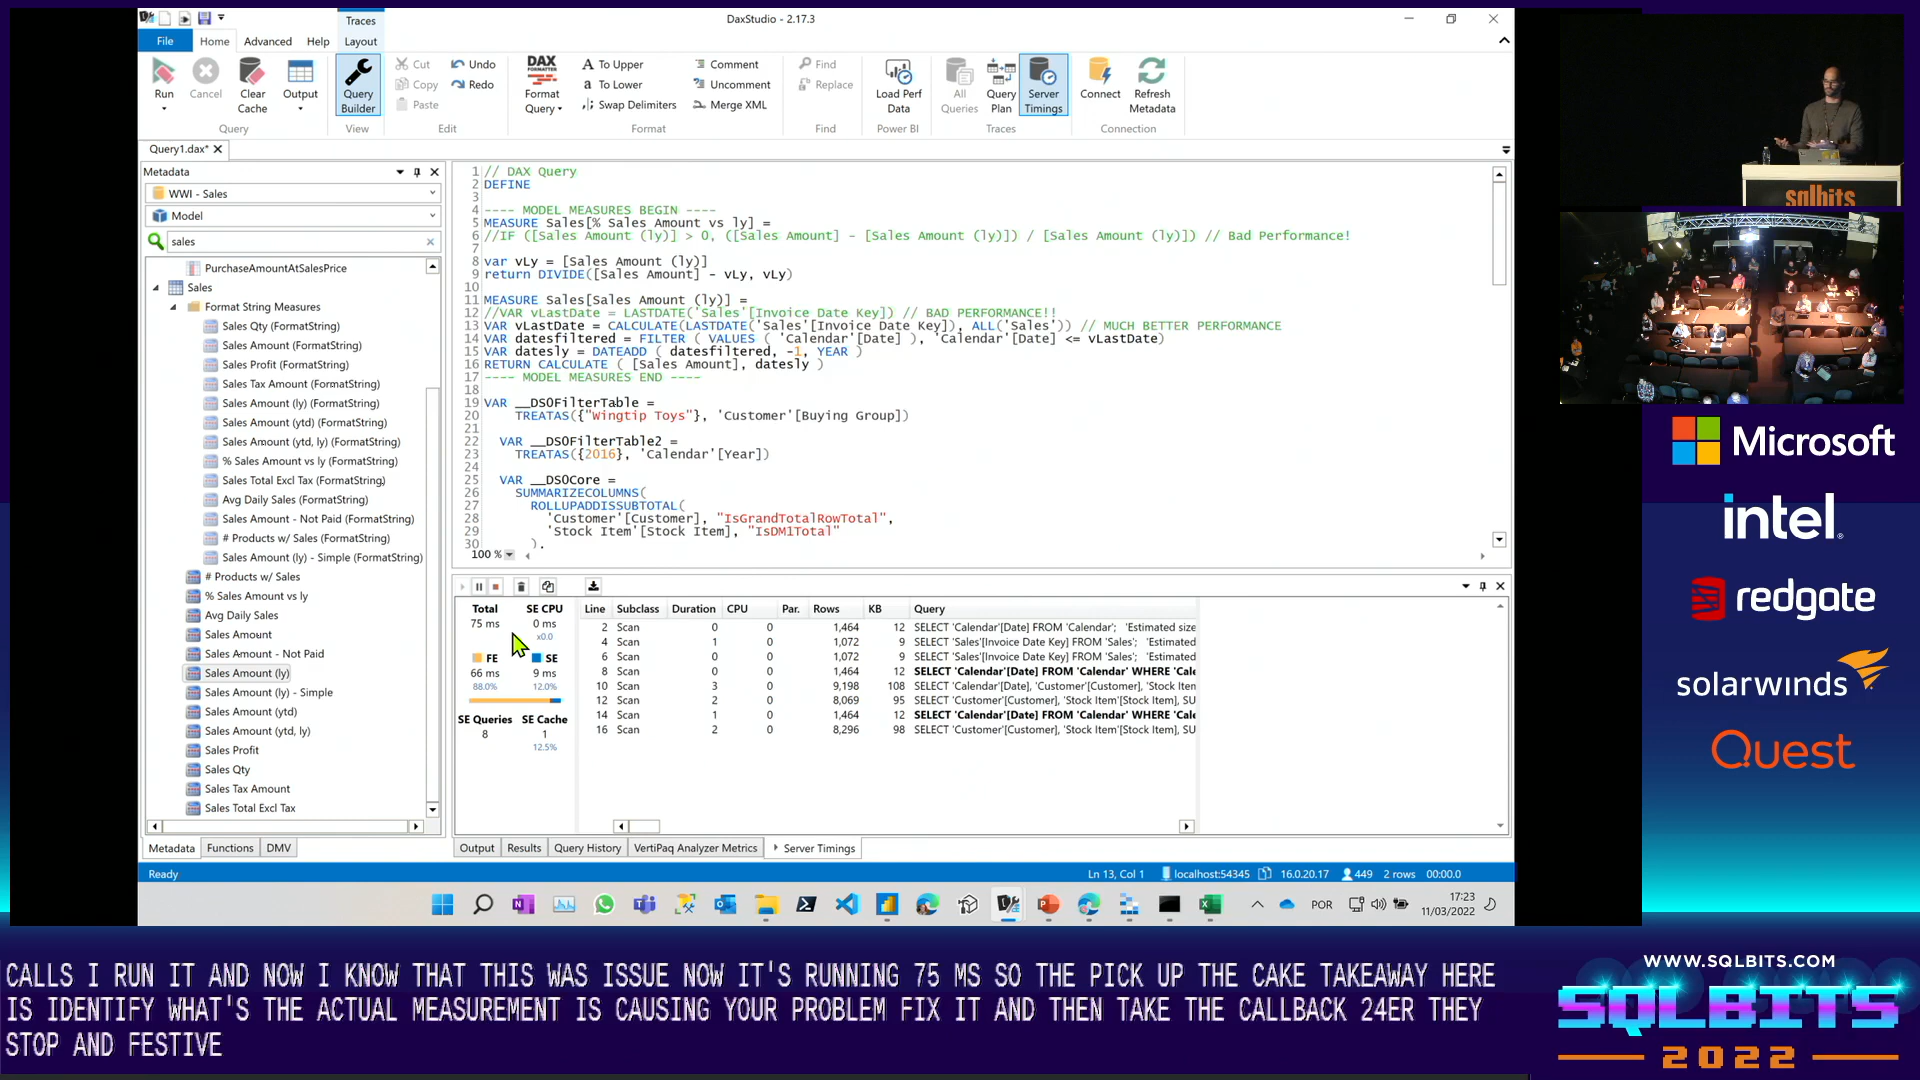 DaxStudio - 2.17.3
Traces
File
Home
Advanced
Help
Layout
Run
Cancel
Clear Cache
Output
Query Builder
Cut
Copy
Paste
Undo
Redo
DAX FORMATTER
Format Query
To Upper
To Lower
Swap Delimiters
Comment
Uncomment
Merge XML
Find
Replace
Load Perf Data
All Queries
Query Plan
Server Timings
Connect
Refresh Metadata
Query
View
Edit
Format
Find
Power BI
Traces
Connection
Query1.dax*
Metadata
WWI - Sales
Model
sales
PurchaseAmountAtSalesPrice
Sales
Format String Measures
Sales Qty (FormatString)
Sales Amount (FormatString)
Sales Profit (FormatString)
Sales Tax Amount (FormatString)
Sales Amount (ly) (FormatString)
Sales Amount (ytd) (FormatString)
Sales Amount (ytd, ly) (FormatString)
% Sales Amount vs ly (FormatString)
Sales Total Excl Tax (FormatString)
Avg Daily Sales (FormatString)
Sales Amount - Not Paid (FormatString)
# Products w/ Sales (FormatString)
Sales Amount (ly) - Simple (FormatString)
# Products w/ Sales
% Sales Amount vs ly
Avg Daily Sales
Sales Amount
Sales Amount - Not Paid
Sales Amount (ly)
Sales Amount (ly) - Simple
Sales Amount (ytd)
Sales Amount (ytd, ly)
Sales Profit
Sales Qty
Sales Tax Amount
Sales Total Excl Tax
Metadata
Functions
DMV
1 // DAX Query
2 DEFINE
3
4 ---- MODEL MEASURES BEGIN ----
5 MEASURE Sales[% Sales Amount vs ly] =
6 //IF ([Sales Amount (ly)] > 0, ([Sales Amount] - [Sales Amount (ly)]) / [Sales Amount (ly)]) // Bad Performance!
7
8 var vLy = [Sales Amount (ly)]
9 return DIVIDE([Sales Amount] - vLy, vLy)
10
11 MEASURE Sales[Sales Amount (ly)] =
12 //VAR vLastDate = LASTDATE('Sales'[Invoice Date Key]) // BAD PERFORMANCE!!
13 VAR vLastDate = CALCULATE(LASTDATE('Sales'[Invoice Date Key]), ALL('Sales')) // MUCH BETTER PERFORMANCE
14 VAR datesfiltered = FILTER ( VALUES ( 'Calendar'[Date] ), 'Calendar'[Date] <= vLastDate)
15 VAR datesly = DATEADD ( datesfiltered, -1, YEAR )
16 RETURN CALCULATE ( [Sales Amount], datesly )
17 ---- MODEL MEASURES END ----
18
19 VAR __DS0FilterTable =
20 TREATAS({"Wingtip Toys"}, 'Customer'[Buying Group])
21
22 VAR __DS0FilterTable2 =
23 TREATAS({2016}, 'Calendar'[Year])
24
25 VAR __DS0Core =
26 SUMMARIZECOLUMNS(
27 ROLLUPADDISSUBTOTAL(
28 'Customer'[Customer], "IsGrandTotalRowTotal",
29 'Stock Item'[Stock Item], "IsDM1Total"
30 ),
100 %
Total SE CPU
75 ms 0 ms
x0.0
FE SE
66 ms 9 ms
88.0% 12.0%
SE Queries SE Cache
8 1
12.5%
Line Subclass Duration CPU Par. Rows KB Query
2 Scan 0 0 1,464 12 SELECT 'Calendar'[Date] FROM 'Calendar'; 'Estimated size
4 Scan 1 0 1,072 9 SELECT 'Sales'[Invoice Date Key] FROM 'Sales'; 'Estimated
6 Scan 0 0 1,072 9 SELECT 'Sales'[Invoice Date Key] FROM 'Sales'; 'Estimated
8 Scan 0 0 1,464 12 SELECT 'Calendar'[Date] FROM 'Calendar' WHERE 'Cale
10 Scan 3 0 9,198 108 SELECT 'Calendar'[Date], 'Customer'[Customer], 'Stock Iten
12 Scan 2 0 8,069 95 SELECT 'Customer'[Customer], 'Stock Item'[Stock Item], SU
14 Scan 1 0 1,464 12 SELECT 'Calendar'[Date] FROM 'Calendar' WHERE 'Cale
16 Scan 2 0 8,296 98 SELECT 'Customer'[Customer], 'Stock Item'[Stock Item], SU
Output
Results
Query History
VertiPaq Analyzer Metrics
Server Timings
Ready
Ln 13, Col 1
localhost:54345
16.0.20.17
449
2 rows
00:00.0
POR
17:23
11/03/2022
sqlbits
Microsoft
intel.
redgate
solarwinds
Quest
WWW.SQLBITS.COM
SQLBITS
2022
CALLS I RUN IT AND NOW I KNOW THAT THIS WAS ISSUE NOW IT'S RUNNING 75 MS SO THE PICK UP THE CAKE TAKEAWAY HERE
IS IDENTIFY WHAT'S THE ACTUAL MEASUREMENT IS CAUSING YOUR PROBLEM FIX IT AND THEN TAKE THE CALLBACK 24ER THEY
STOP AND FESTIVE